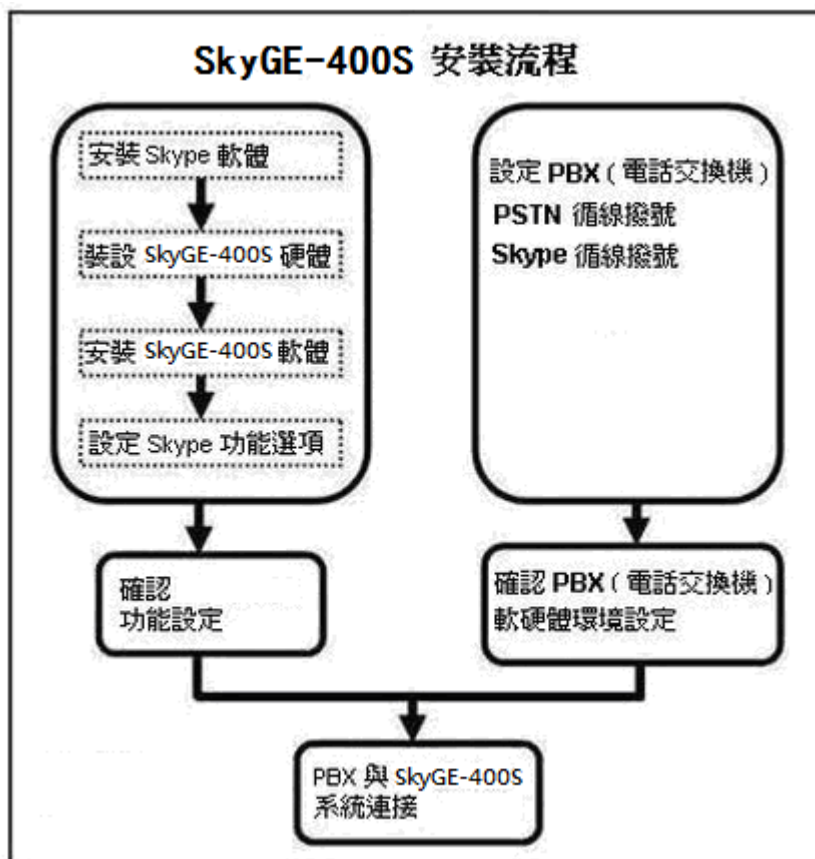 SkyGE-400S 安裝流程
安裝 Skype 軟體
裝設 SkyGE-400S 硬體
安裝 SkyGE-400S 軟體
設定 Skype 功能選項
設定 PBX ( 電話交換機 )
PSTN 循線撥號
Skype 循線撥號
確認
功能設定
確認 PBX ( 電話交換機 )
軟硬體環境設定
PBX 與 SkyGE-400S
系統連接